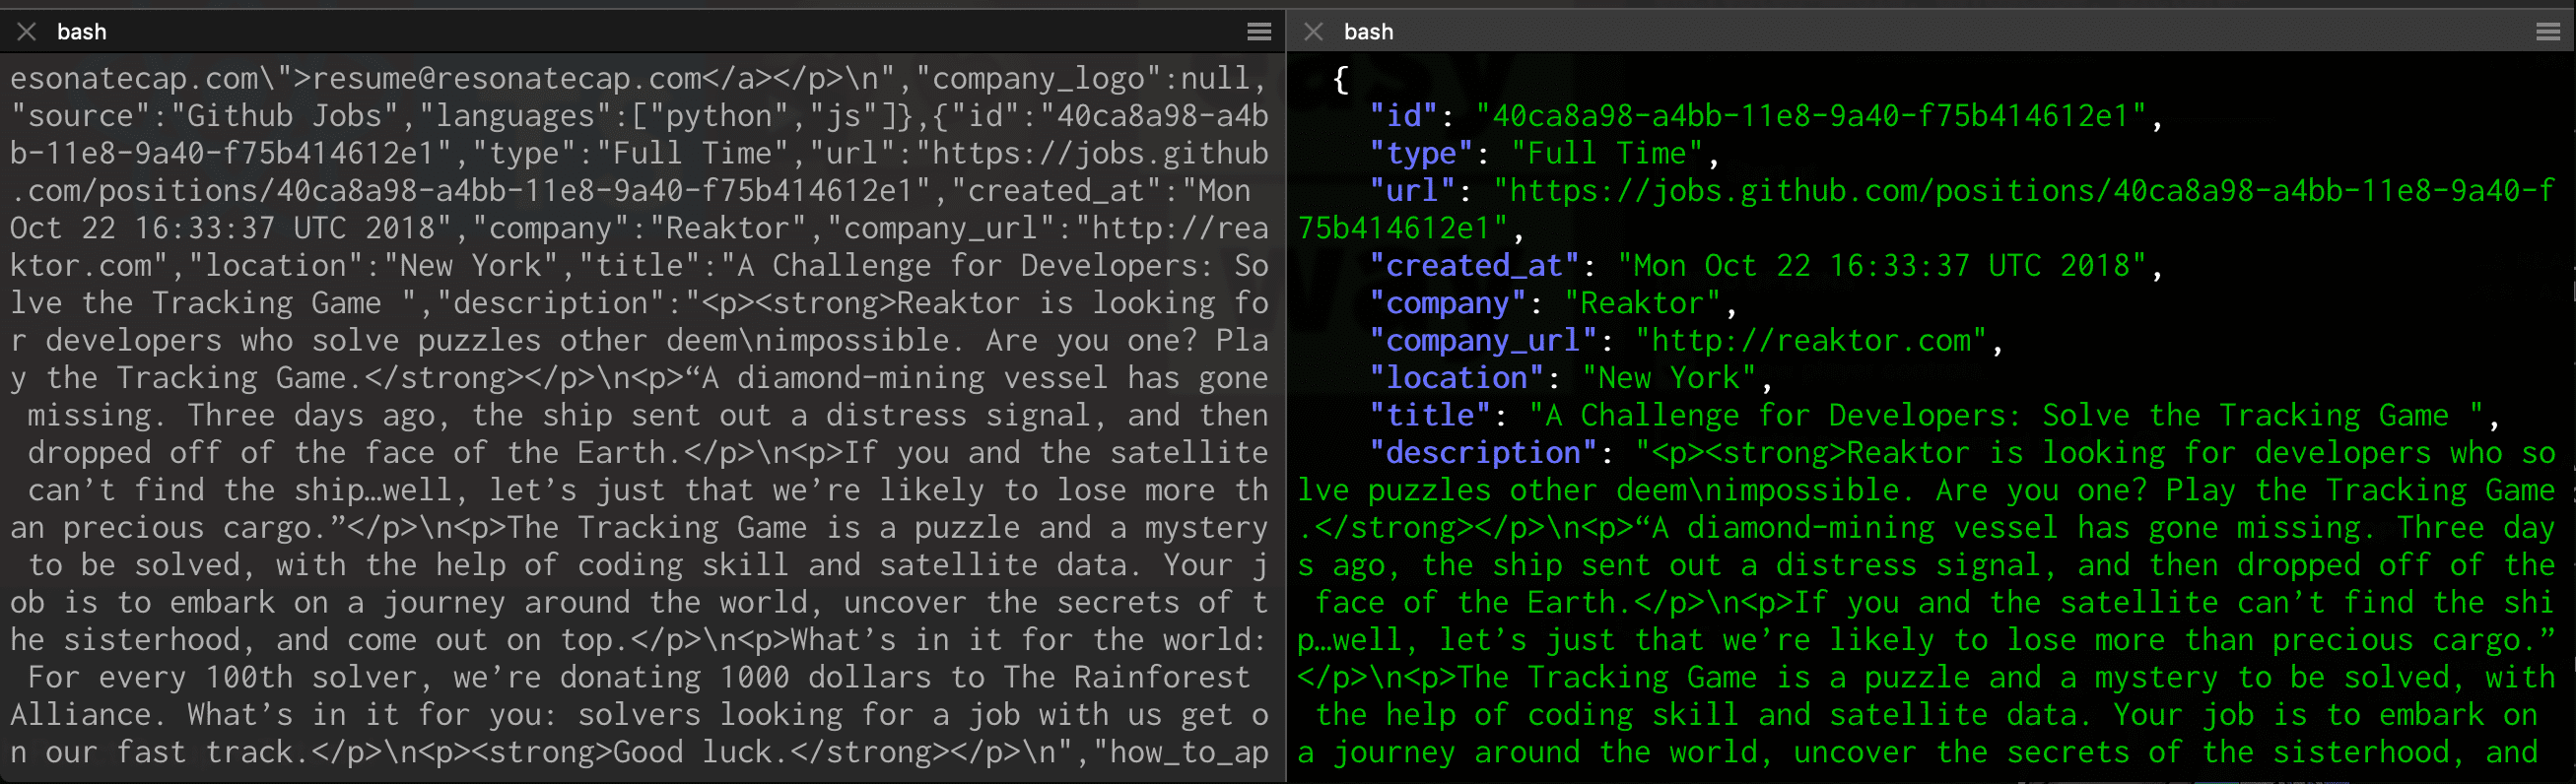 bash
esonatecap.com\">resume@resonatecap.com</a></p>\n","company_logo":null,
"source":"Github Jobs","languages":["python","js"]},{"id":"40ca8a98-a4b
b-11e8-9a40-f75b414612e1","type":"Full Time","url":"https://jobs.github
.com/positions/40ca8a98-a4bb-11e8-9a40-f75b414612e1","created_at":"Mon
Oct 22 16:33:37 UTC 2018","company":"Reaktor","company_url":"http://rea
ktor.com","location":"New York","title":"A Challenge for Developers: So
lve the Tracking Game ","description":"<p><strong>Reaktor is looking fo
r developers who solve puzzles other deem\nimpossible. Are you one? Pla
y the Tracking Game.</strong></p>\n<p>“A diamond-mining vessel has gone
 missing. Three days ago, the ship sent out a distress signal, and then
 dropped off of the face of the Earth.</p>\n<p>If you and the satellite
 can’t find the ship…well, let’s just that we’re likely to lose more th
an precious cargo.”</p>\n<p>The Tracking Game is a puzzle and a mystery
 to be solved, with the help of coding skill and satellite data. Your j
ob is to embark on a journey around the world, uncover the secrets of t
he sisterhood, and come out on top.</p>\n<p>What’s in it for the world:
 For every 100th solver, we’re donating 1000 dollars to The Rainforest
Alliance. What’s in it for you: solvers looking for a job with us get o
n our fast track.</p>\n<p><strong>Good luck.</strong></p>\n","how_to_ap
bash
{
"id": "40ca8a98-a4bb-11e8-9a40-f75b414612e1",
"type": "Full Time",
"url": "https://jobs.github.com/positions/40ca8a98-a4bb-11e8-9a40-f
75b414612e1",
"created_at": "Mon Oct 22 16:33:37 UTC 2018",
"company": "Reaktor",
"company_url": "http://reaktor.com",
"location": "New York",
"title": "A Challenge for Developers: Solve the Tracking Game ",
"description": "<p><strong>Reaktor is looking for developers who so
lve puzzles other deem\nimpossible. Are you one? Play the Tracking Game
.</strong></p>\n<p>“A diamond-mining vessel has gone missing. Three day
s ago, the ship sent out a distress signal, and then dropped off of the
 face of the Earth.</p>\n<p>If you and the satellite can’t find the shi
p…well, let’s just that we’re likely to lose more than precious cargo.”
</p>\n<p>The Tracking Game is a puzzle and a mystery to be solved, with
 the help of coding skill and satellite data. Your job is to embark on
a journey around the world, uncover the secrets of the sisterhood, and